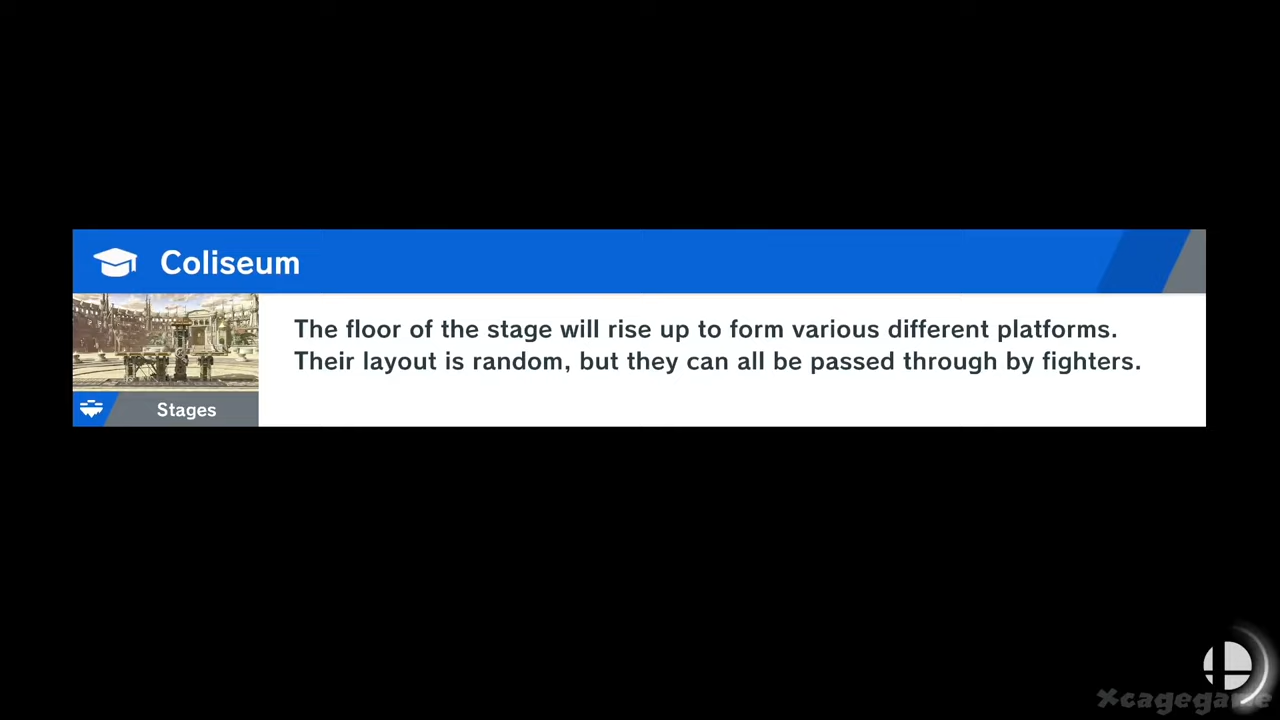 Coliseum
The floor of the stage will rise up to form various different platforms.
Their layout is random, but they can all be passed through by fighters.
Stages
Xcagegame